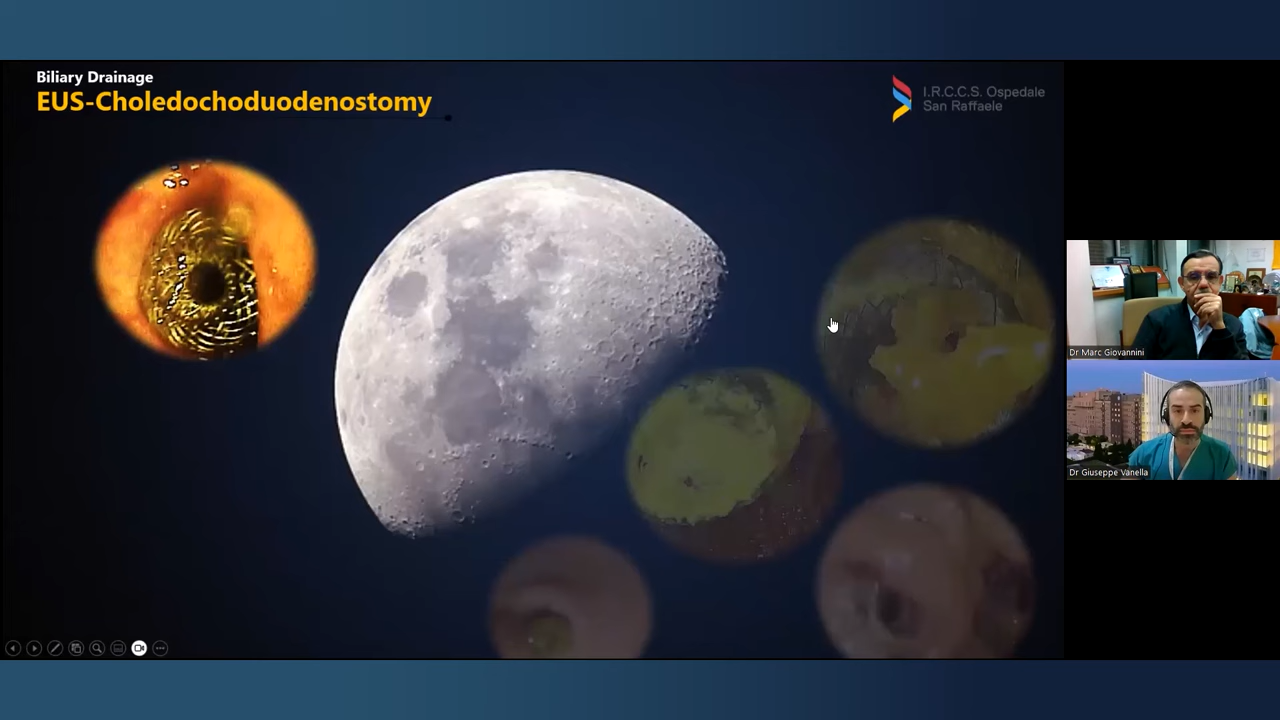 Biliary Drainage
EUS-Choledochoduodenostomy
I.R.C.C.S. Ospedale
San Raffaele
Dr Marc Giovannini
Dr Giuseppe Vanella